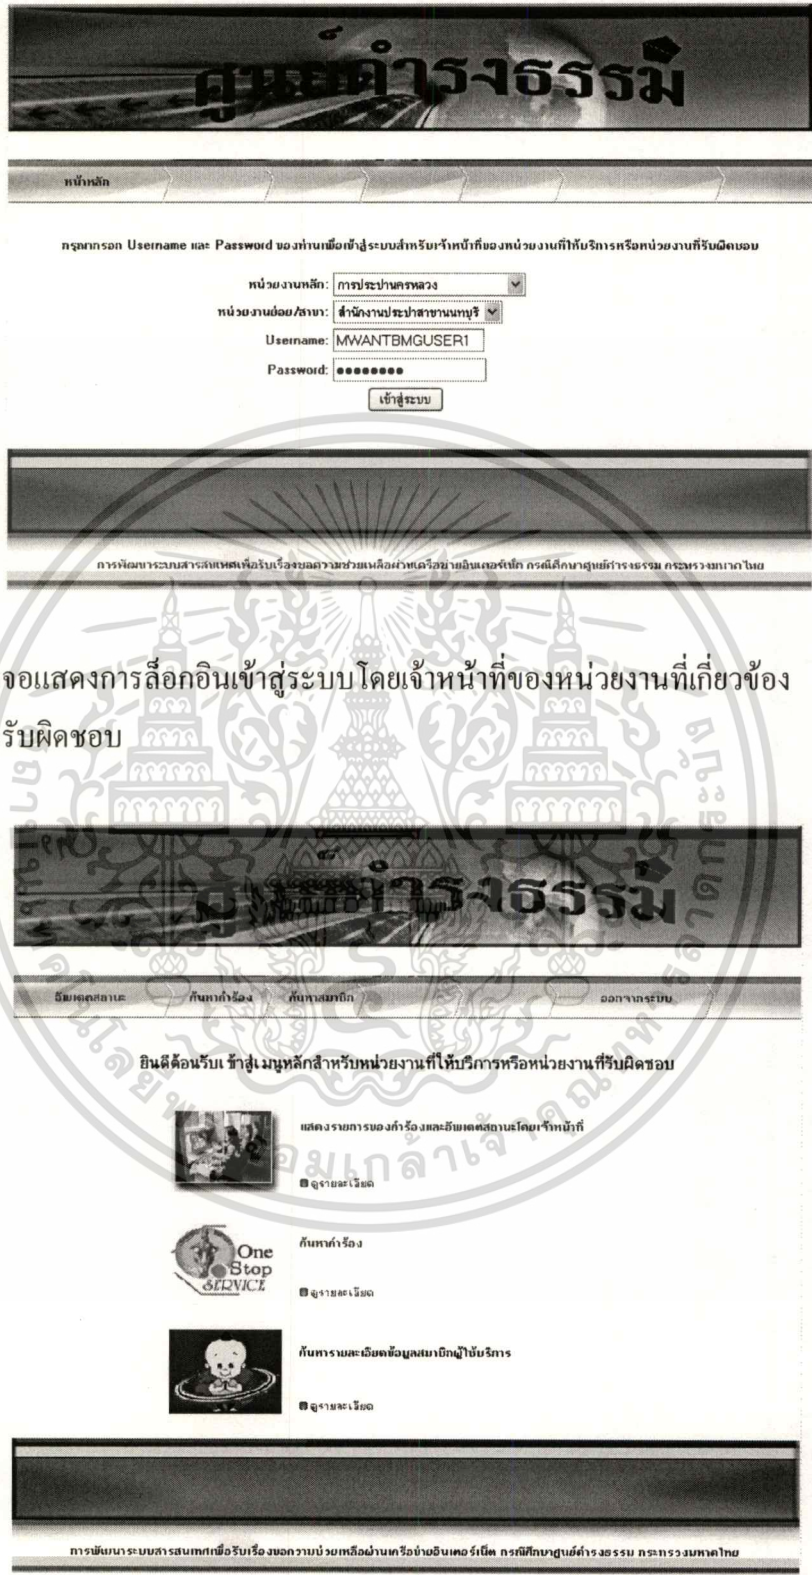 ศูนย์ดำรงธรรม
หน้าหลัก
กรุณากรอก Username และ Password ของท่านเพื่อเข้าสู่ระบบสำหรับเจ้าหน้าที่ของหน่วยงานที่ให้บริการหรือหน่วยงานที่รับผิดชอบ
หน่วยงานหลัก: การประปานครหลวง
หน่วยงานย่อย/สาขา: สำนักงานประปาสาขานนทบุรี
Username: MWANTBMGUSER1
Password: ●●●●●●●●
เข้าสู่ระบบ
การพัฒนาระบบสารสนเทศเพื่อรับเรื่องขอความช่วยเหลือผ่านเครือข่ายอินเตอร์เน็ต กรณีศึกษาศูนย์ดำรงธรรม กระทรวงมหาดไทย
จอแสดงการล็อกอินเข้าสู่ระบบโดยเจ้าหน้าที่ของหน่วยงานที่เกี่ยวข้อง
รับผิดชอบ
ศูนย์ดำรงธรรม
อัพเดตสถานะ ค้นหาคำร้อง ค้นหาสมาชิก ออกจากระบบ
ยินดีต้อนรับเข้าสู่เมนูหลักสำหรับหน่วยงานที่ให้บริการหรือหน่วยงานที่รับผิดชอบ
แสดงรายการของคำร้องและอัพเดตสถานะโดยเจ้าหน้าที่
ดูรายละเอียด
One Stop SERVICE
ค้นหาคำร้อง
ดูรายละเอียด
ค้นหารายละเอียดข้อมูลสมาชิกผู้ใช้บริการ
ดูรายละเอียด
การพัฒนาระบบสารสนเทศเพื่อรับเรื่องขอความช่วยเหลือผ่านเครือข่ายอินเตอร์เน็ต กรณีศึกษาศูนย์ดำรงธรรม กระทรวงมหาดไทย